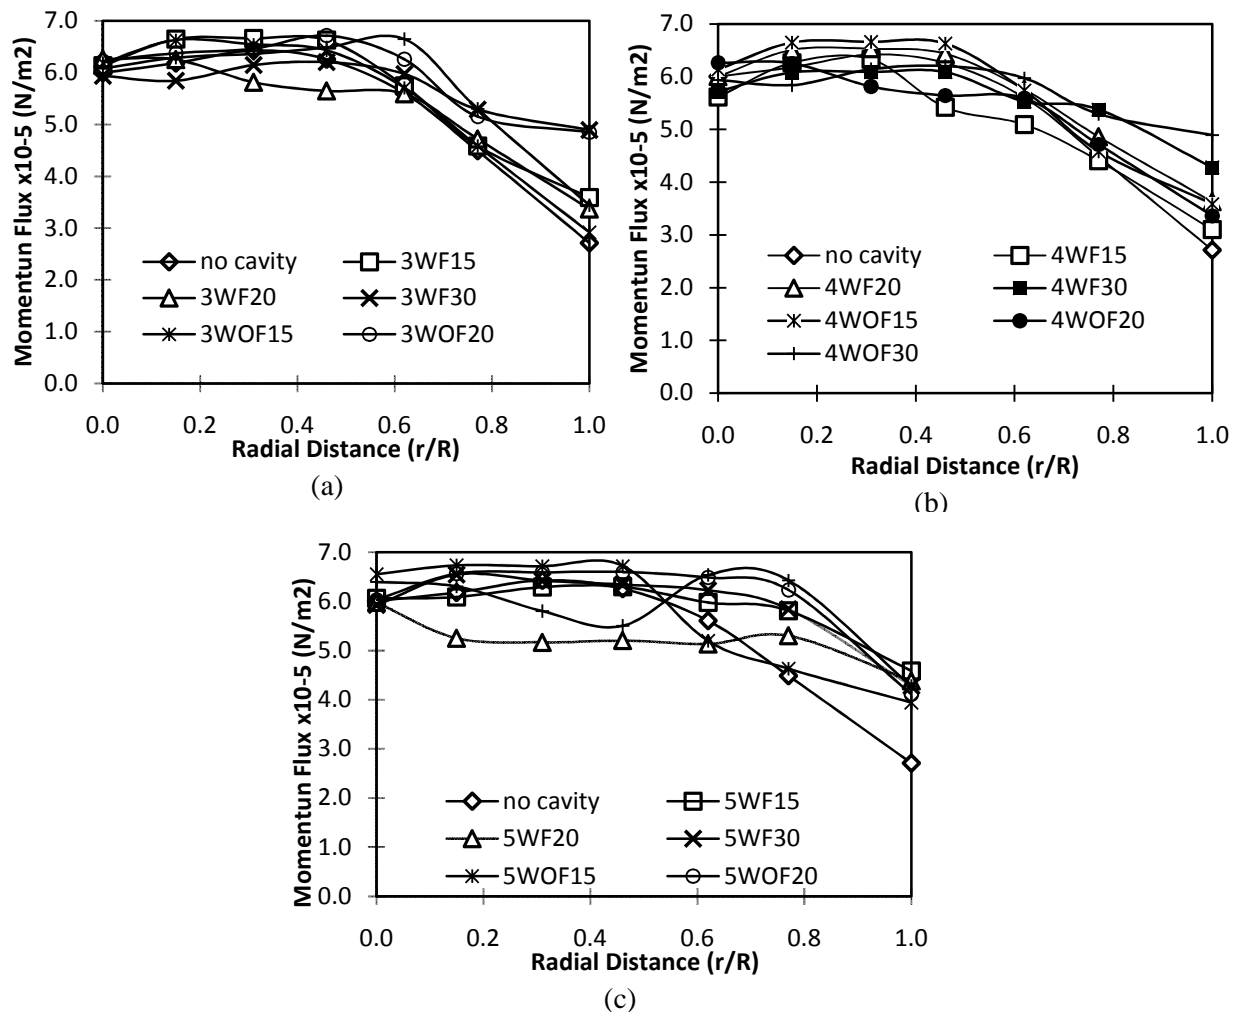 Momentun Flux x10-5 (N/m2)
7.0
6.0
5.0
4.0
3.0
2.0
1.0
0.0
no cavity 3WF15
3WF20 3WF30
3WOF15 3WOF20
0.0 0.2 0.4 0.6 0.8 1.0
Radial Distance (r/R)
(a)
Momentum Flux x10-5 (N/m2)
7.0
6.0
5.0
4.0
3.0
2.0
1.0
0.0
no cavity 4WF15
4WF20 4WF30
4WOF15 4WOF20
4WOF30
0.0 0.2 0.4 0.6 0.8 1.0
Radial Distance (r/R)
(b)
Momentum Flux x10-5 (N/m2)
7.0
6.0
5.0
4.0
3.0
2.0
1.0
0.0
no cavity 5WF15
5WF20 5WF30
5WOF15 5WOF20
0.0 0.2 0.4 0.6 0.8 1.0
Radial Distance (r/R)
(c)